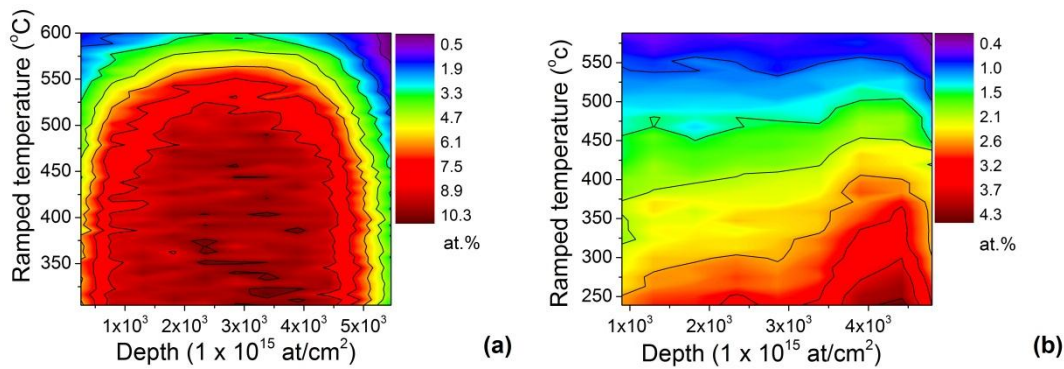 600
550
500
450
400
350
Ramped temperature (°C)
1x10³ 2x10³ 3x10³ 4x10³ 5x10³
Depth (1 x 10¹⁵ at/cm²)
0.5
1.9
3.3
4.7
6.1
7.5
8.9
10.3
at.%
(a)
550
500
450
400
350
300
250
Ramped temperature (°c)
1x10³ 2x10³ 3x10³ 4x10³
Depth (1 x 10¹⁵ at/cm²)
0.4
1.0
1.5
2.1
2.6
3.2
3.7
4.3
at.%
(b)